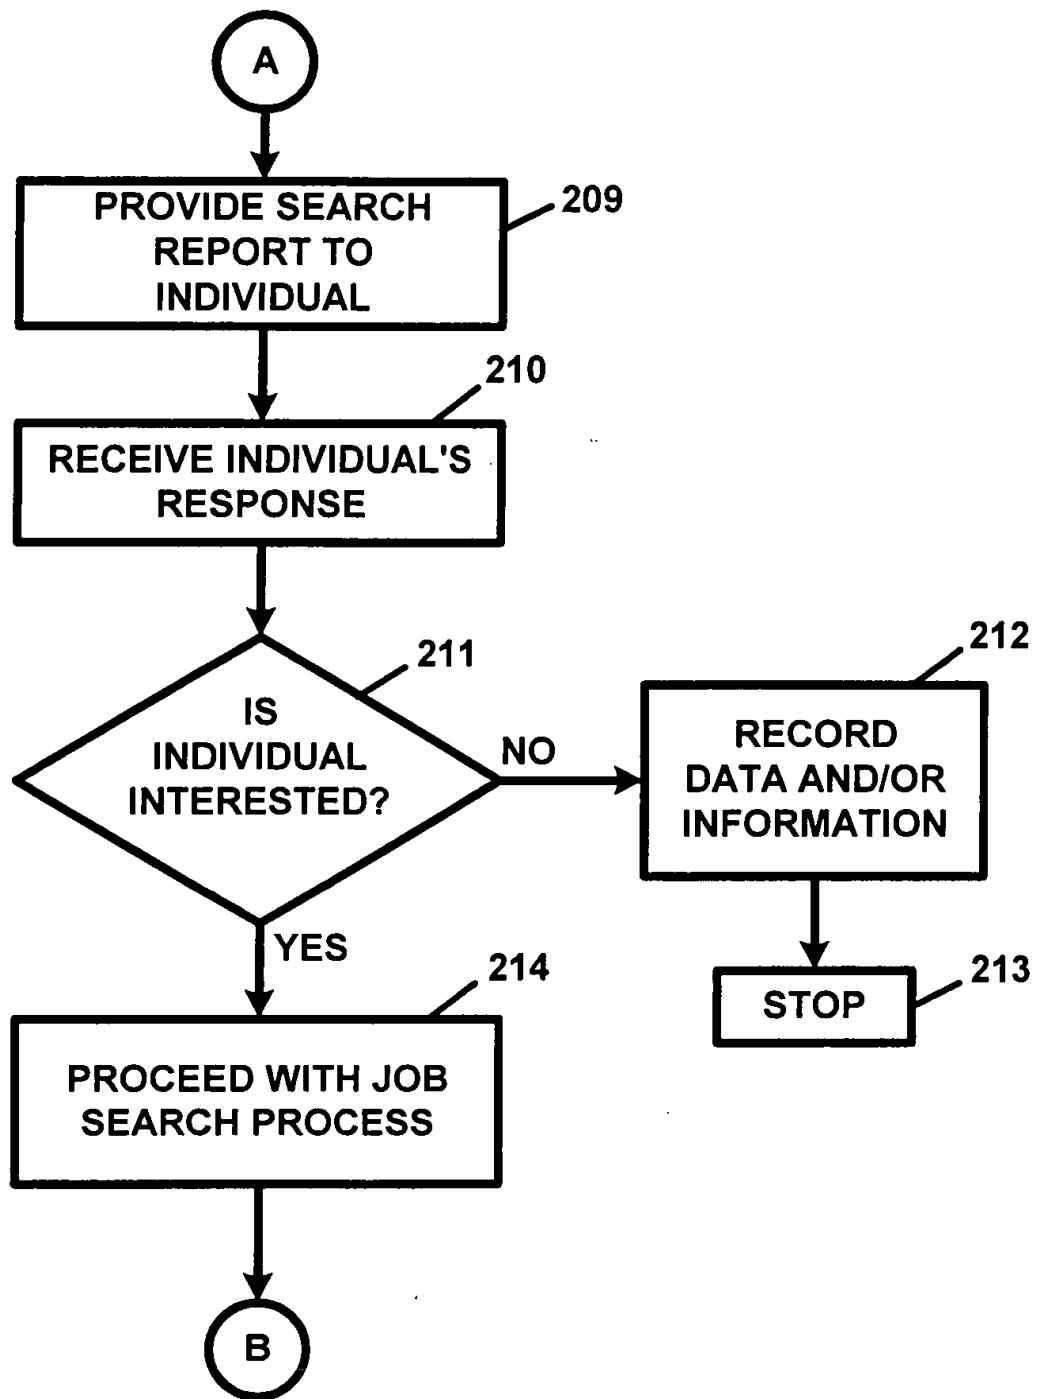 A
PROVIDE SEARCH
REPORT TO
INDIVIDUAL
209
210
RECEIVE INDIVIDUAL'S
RESPONSE
211
IS
INDIVIDUAL
INTERESTED?
NO
212
RECORD
DATA AND/OR
INFORMATION
213
STOP
YES
214
PROCEED WITH JOB
SEARCH PROCESS
B